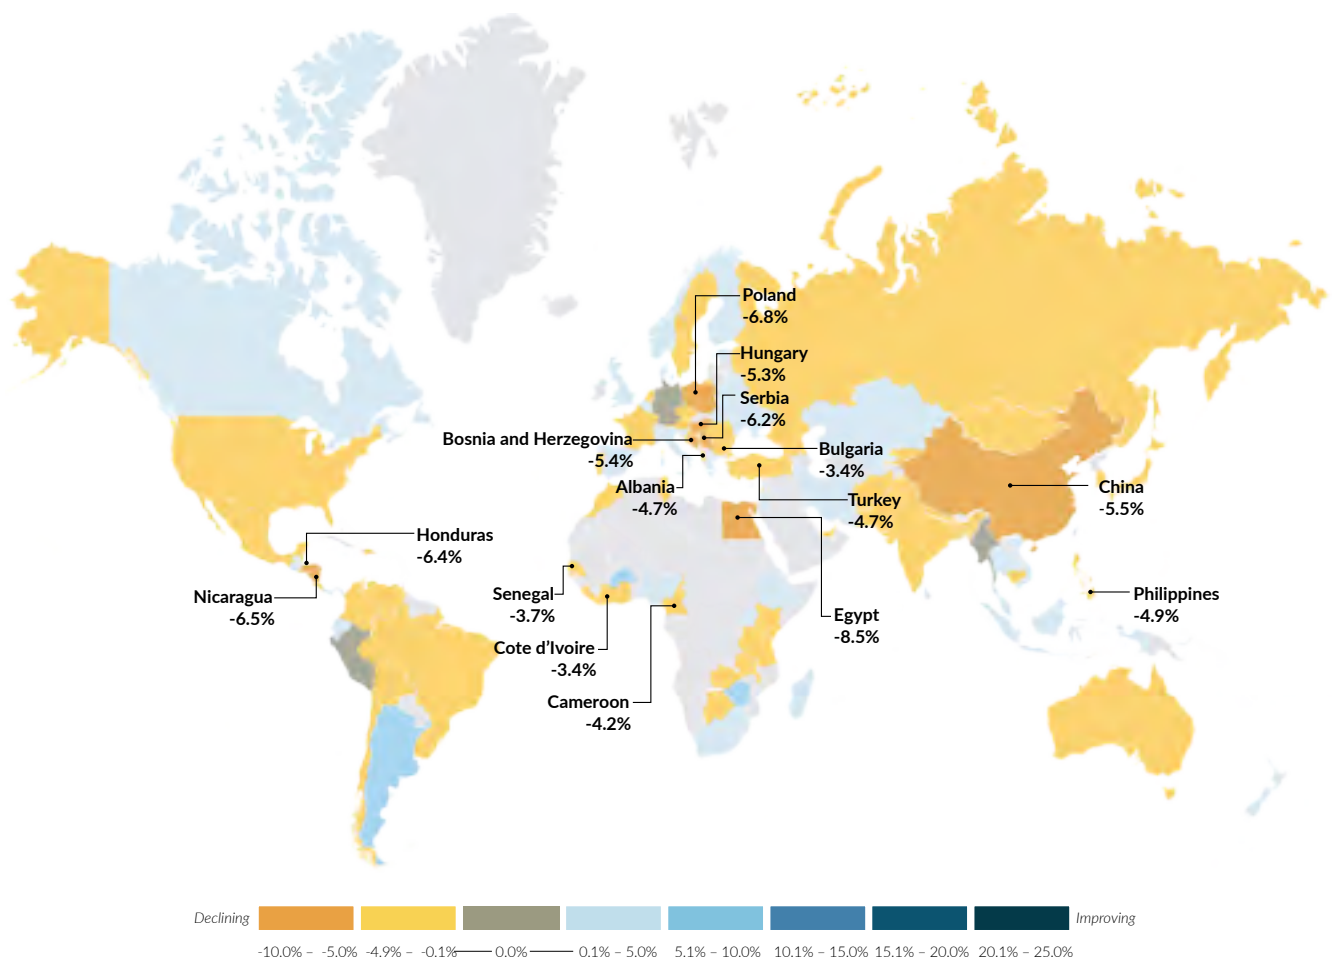 Poland
-6.8%
Hungary
-5.3%
Serbia
-6.2%
Bosnia and Herzegovina
-5.4%
Bulgaria
-3.4%
Albania
-4.7%
Turkey
-4.7%
China
-5.5%
Honduras
-6.4%
Nicaragua
-6.5%
Senegal
-3.7%
Philippines
-4.9%
Egypt
-8.5%
Cote d’Ivoire
-3.4%
Cameroon
-4.2%
Declining
Improving
-10.0% – -5.0% -4.9% – -0.1% 0.0% 0.1% – 5.0% 5.1% – 10.0% 10.1% – 15.0% 15.1% – 20.0% 20.1% – 25.0%